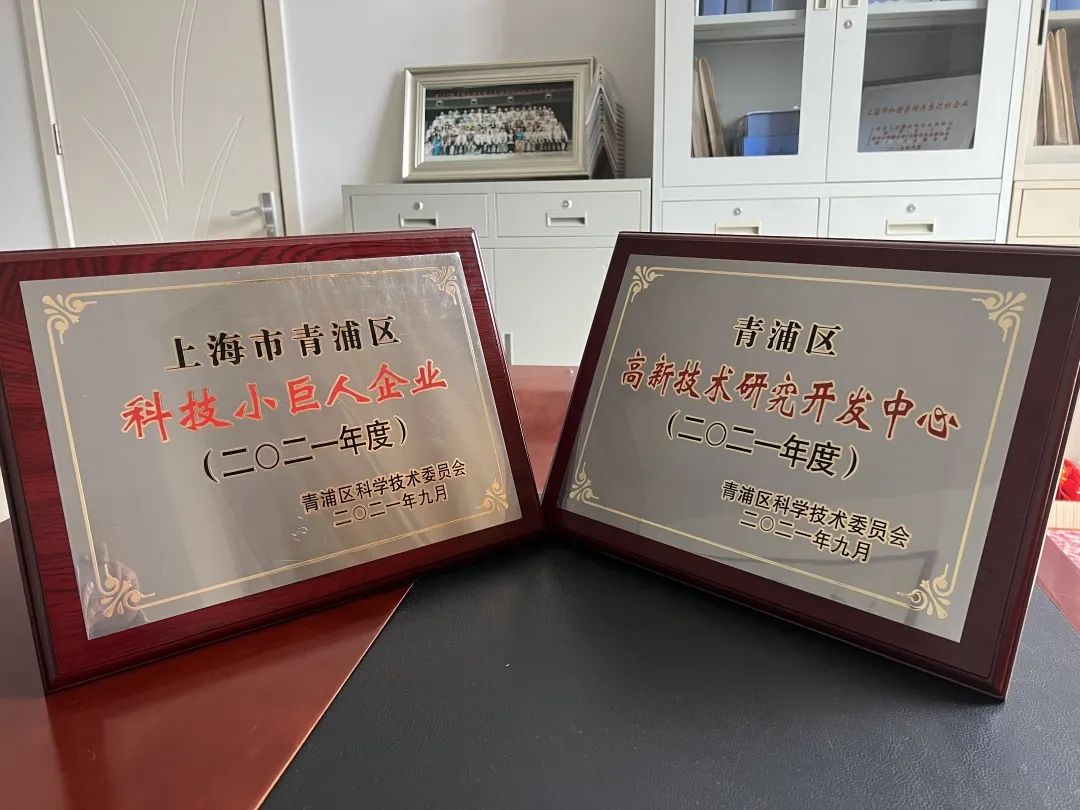 上海市青浦区
科技小巨人企业
(二〇二一年度)
青浦区科学技术委员会
二〇二一年九月
青浦区
高新技术研究开发中心
(二〇二一年度)
青浦区科学技术委员会
二〇二一年九月